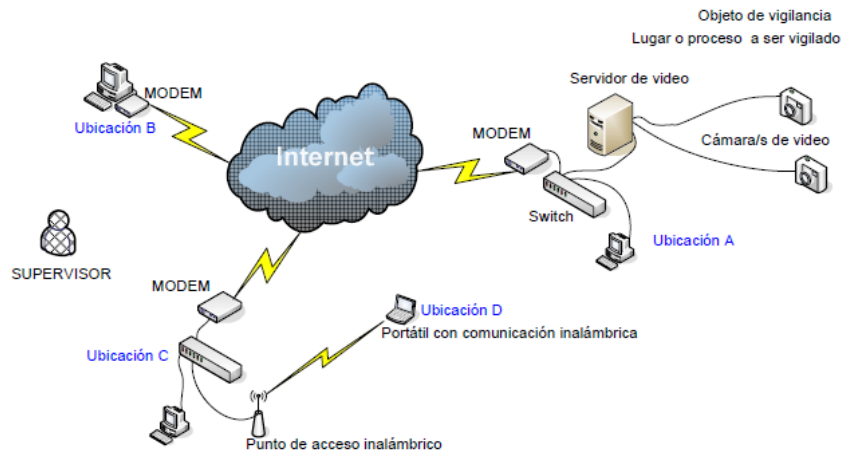 Objeto de vigilancia
Lugar o proceso a ser vigilado
Servidor de video
MODEM
Ubicación B
MODEM
Internet
Cámara/s de video
Switch
Ubicación A
SUPERVISOR
MODEM
Ubicación D
Portátil con comunicación inalámbrica
Ubicación C
Punto de acceso inalámbrico